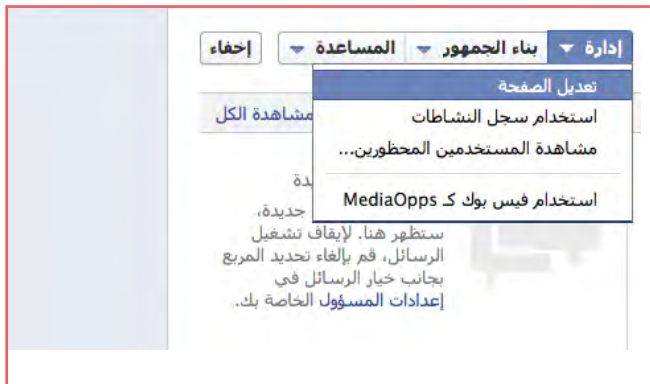 إدارة بناء الجمهور المساعدة إخفاء
تعديل الصفحة
استخدام سجل النشاطات
مشاهدة المستخدمين المحظورين...
استخدام فيس بوك كـ MediaOpps
مشاهدة الكل
دة
جديدة،
ستظهر هنا. لإيقاف تشغيل
الرسائل، قم بإلغاء تحديد المربع
بجانب خيار الرسائل في
إعدادات المسؤول الخاصة بك.